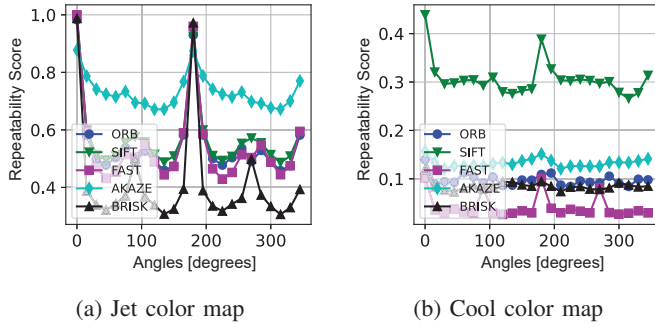 Repeatability Score
1.0
0.8
0.6
0.4
ORB
SIFT
FAST
AKAZE
BRISK
0 100 200 300
Angles [degrees]
(a) Jet color map
Repeatability Score
0.4
0.3
0.2
0.1
ORB
SIFT
FAST
AKAZE
BRISK
0 100 200 300
Angles [degrees]
(b) Cool color map